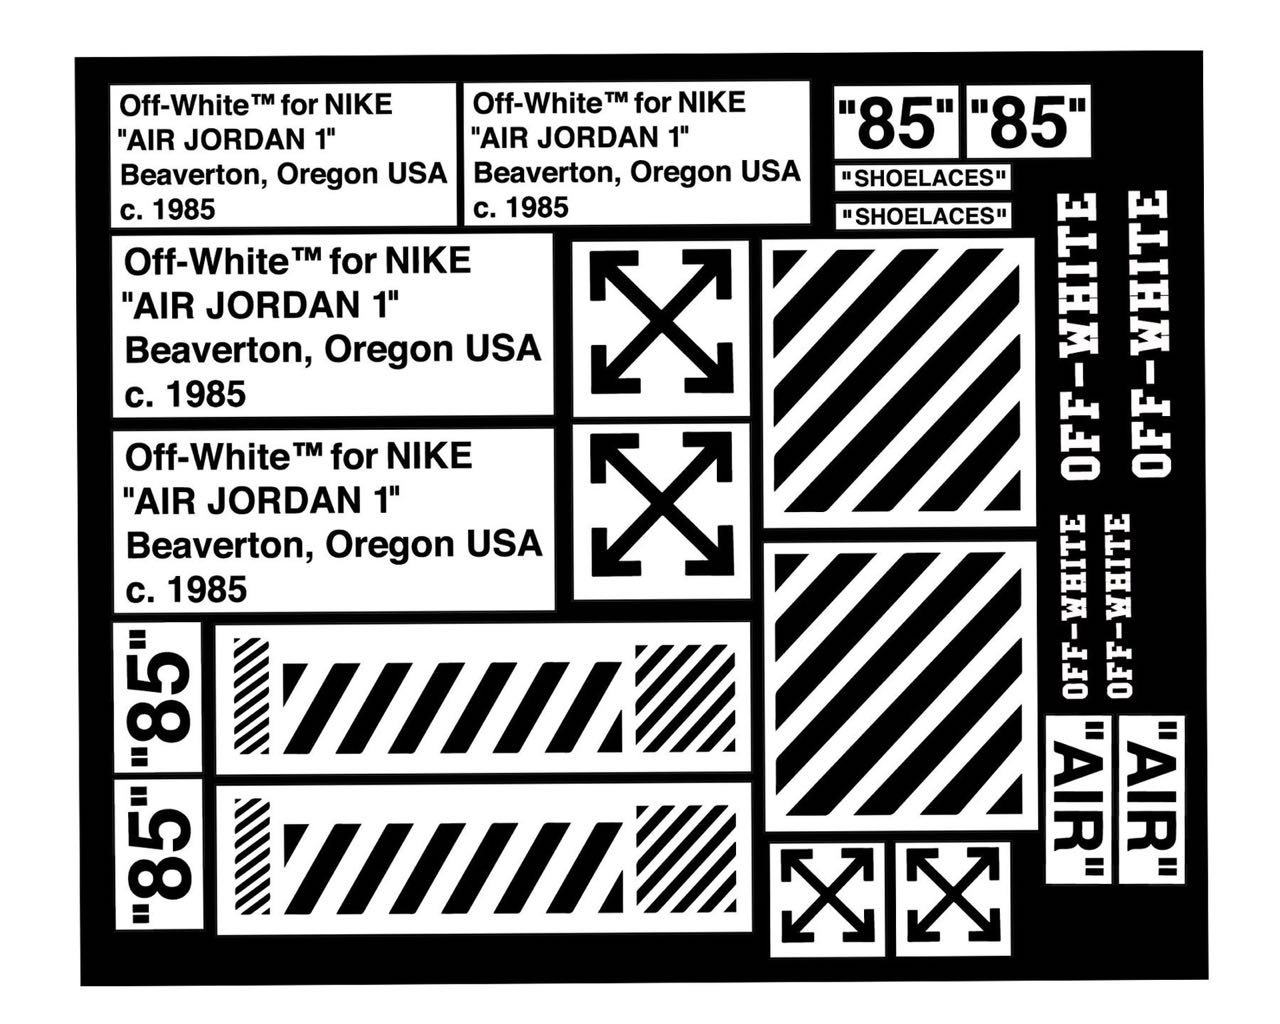 Off-White™ for NIKE
"AIR JORDAN 1"
Beaverton, Oregon USA
c. 1985
Off-White™ for NIKE
"AIR JORDAN 1"
Beaverton, Oregon USA
c. 1985
"85"
"85"
"SHOELACES"
"SHOELACES"
Off-White™ for NIKE
"AIR JORDAN 1"
Beaverton, Oregon USA
c. 1985
Off-White™ for NIKE
"AIR JORDAN 1"
Beaverton, Oregon USA
c. 1985
OFF-WHITE
OFF-WHITE
OFF-WHITE
OFF-WHITE
"85"
"85"
"AIR"
"AIR"